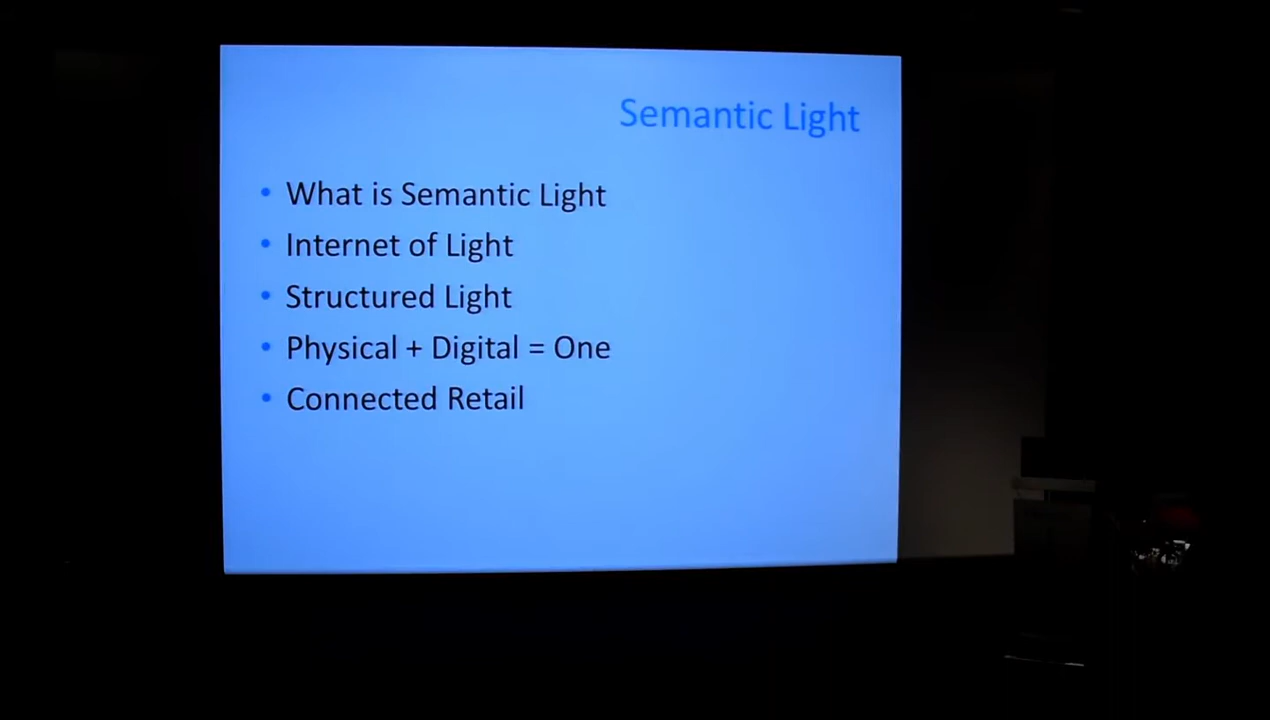 Semantic Light
• What is Semantic Light
• Internet of Light
• Structured Light
• Physical + Digital = One
• Connected Retail